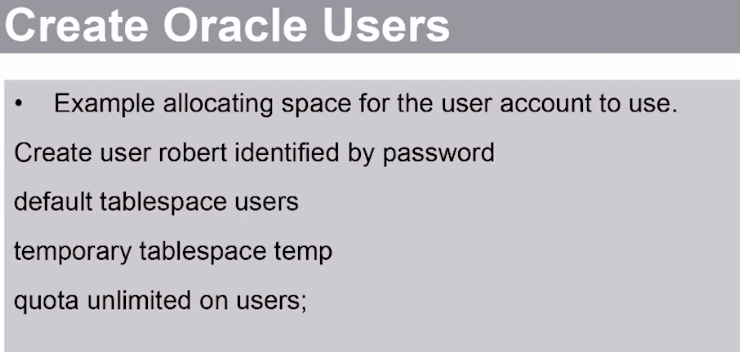 Create Oracle Users
• Example allocating space for the user account to use.
Create user robert identified by password
default tablespace users
temporary tablespace temp
quota unlimited on users;